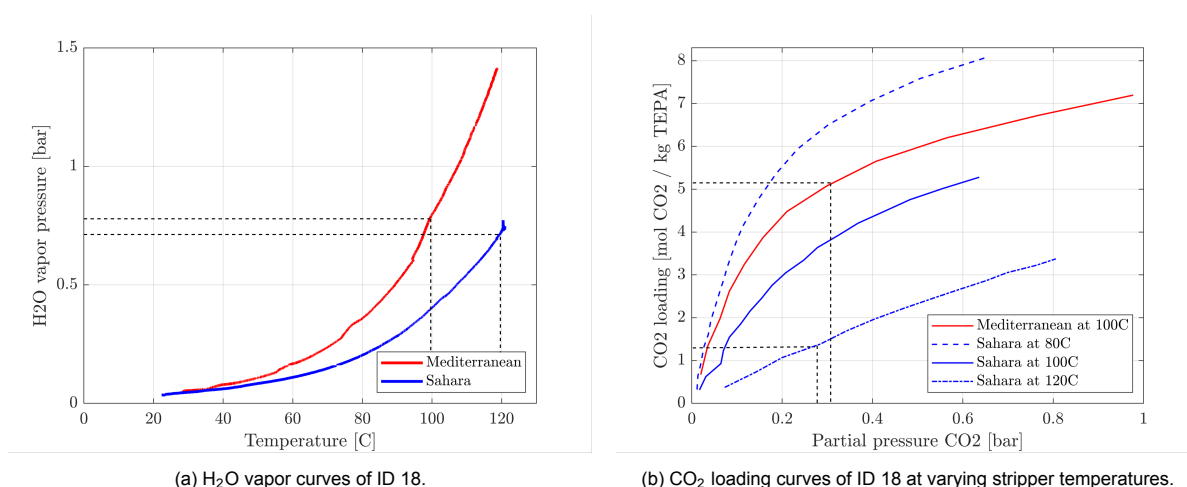 1.5
1
0.5
0
0 20 40 60 80 100 120
H2O vapor pressure [bar]
Temperature [C]
Mediterranean
Sahara
(a) H₂O vapor curves of ID 18.
8
7
6
5
4
3
2
1
0
0 0.2 0.4 0.6 0.8 1
CO2 loading [mol CO2 / kg TEPA]
Partial pressure CO2 [bar]
Mediterranean at 100C
Sahara at 80C
Sahara at 100C
Sahara at 120C
(b) CO₂ loading curves of ID 18 at varying stripper temperatures.